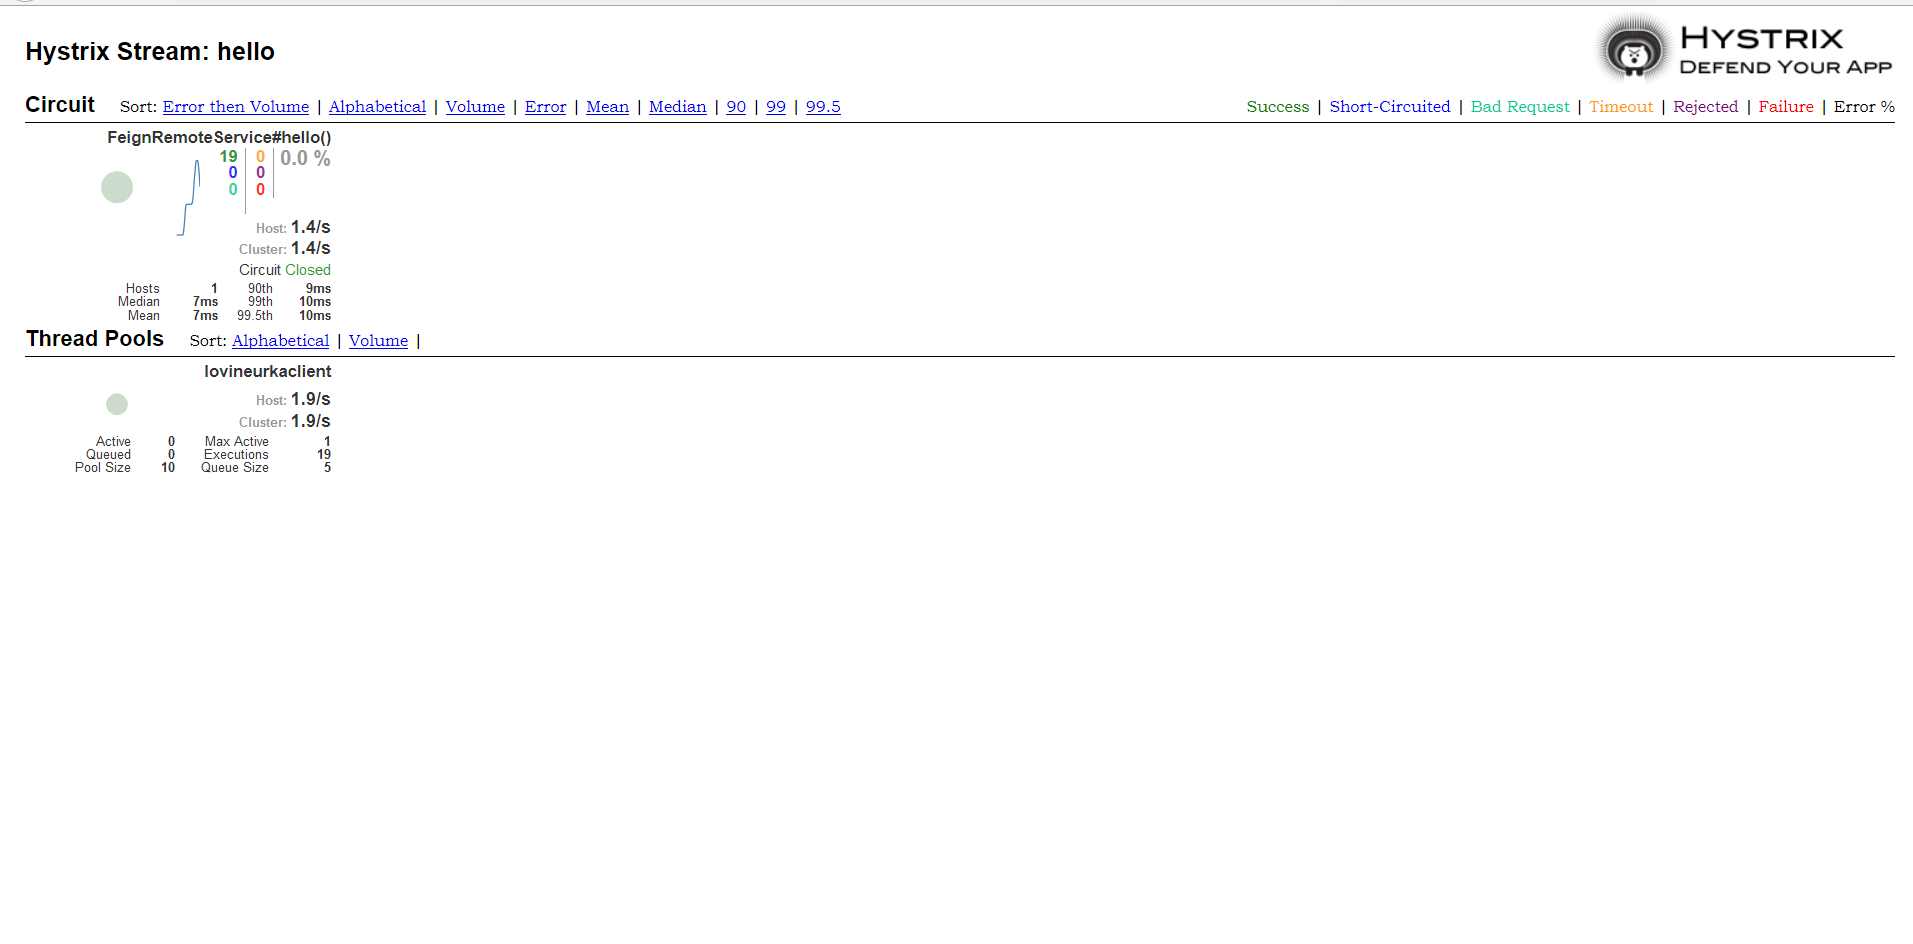 Hystrix Stream: hello
HYSTRIX
DEFEND YOUR APP
Circuit Sort: Error then Volume | Alphabetical | Volume | Error | Mean | Median | 90 | 99 | 99.5
Success | Short-Circuited | Bad Request | Timeout | Rejected | Failure | Error %
FeignRemoteService#hello()
19 0 0.0 %
0 0
0 0
Host: 1.4/s
Cluster: 1.4/s
Circuit Closed
Hosts 1 90th 9ms
Median 7ms 99th 10ms
Mean 7ms 99.5th 10ms
Thread Pools Sort: Alphabetical | Volume |
lovineurkaclient
Host: 1.9/s
Cluster: 1.9/s
Active 0 Max Active 1
Queued 0 Executions 19
Pool Size 10 Queue Size 5